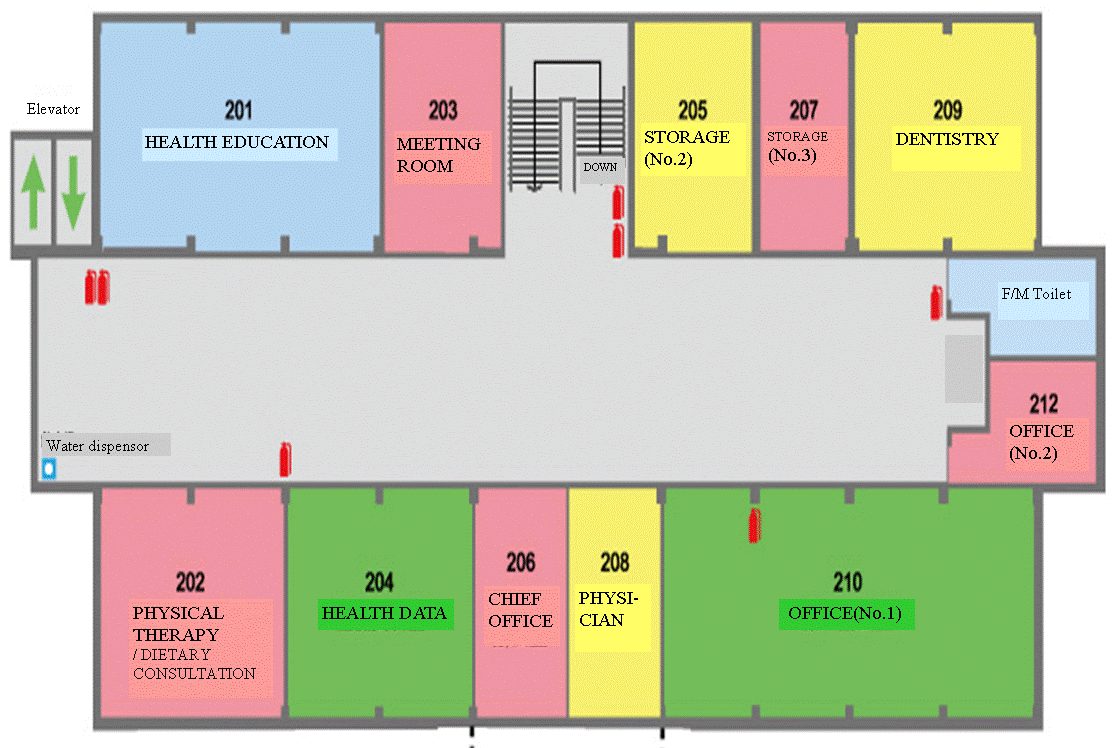 Elevator
201
HEALTH EDUCATION
203
MEETING
ROOM
DOWN
205
STORAGE
(No.2)
207
STORAGE
(No.3)
209
DENTISTRY
F/M Toilet
212
OFFICE
(No.2)
Water dispensor
202
PHYSICAL
THERAPY
/ DIETARY
CONSULTATION
204
HEALTH DATA
206
CHIEF
OFFICE
208
PHYSI-
CIAN
210
OFFICE(No.1)